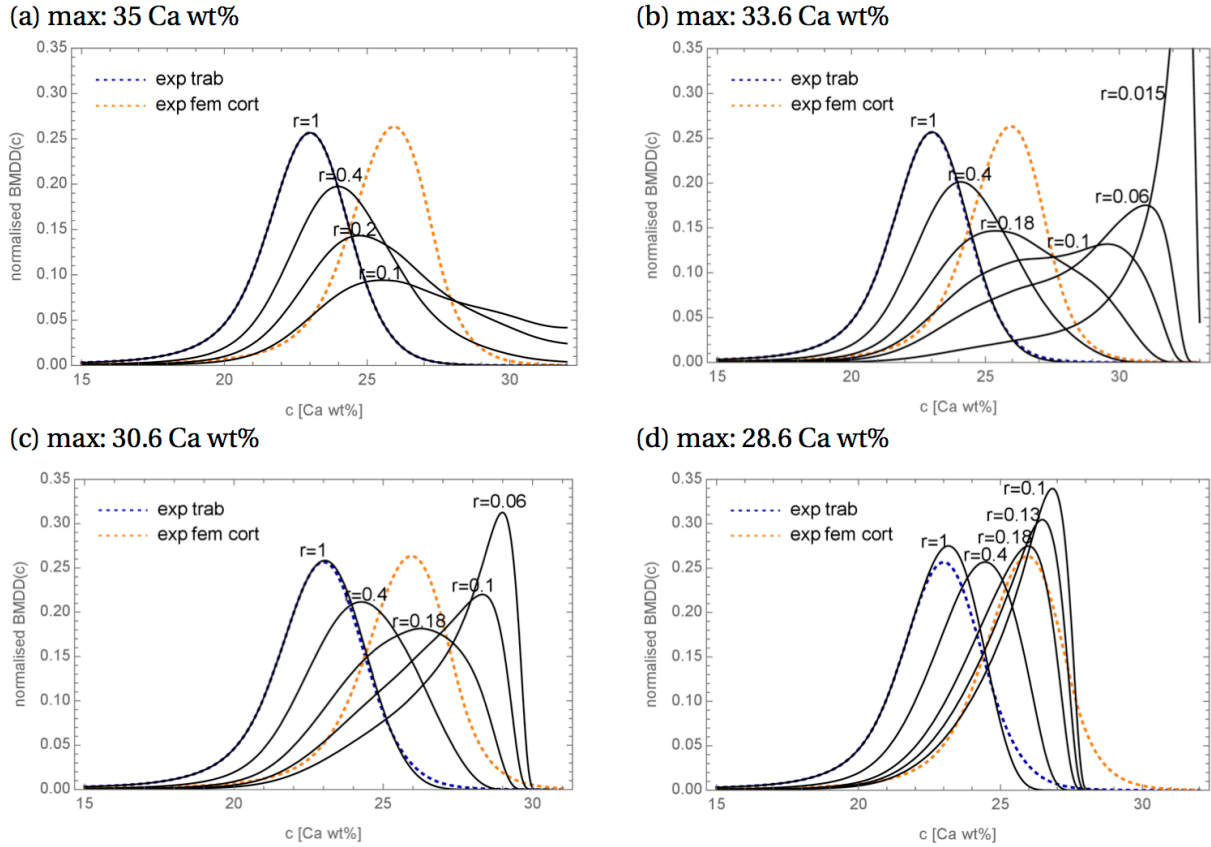 (a) max: 35 Ca wt%
0.35
0.30
0.25
0.20
0.15
0.10
0.05
0.00
normalised BMDD(c)
exp trab
exp fem cort
r=1
r=0.4
r=0.2
r=0.1
15 20 25 30
c [Ca wt%]
(b) max: 33.6 Ca wt%
0.35
0.30
0.25
0.20
0.15
0.10
0.05
0.00
normalised BMDD(c)
exp trab
exp fem cort
r=0.015
r=1
r=0.4
r=0.06
r=0.18
r=0.1
15 20 25 30
c [Ca wt%]
(c) max: 30.6 Ca wt%
0.35
0.30
0.25
0.20
0.15
0.10
0.05
0.00
normalised BMDD(c)
exp trab
exp fem cort
r=0.06
r=1
r=0.1
r=0.4
r=0.18
15 20 25 30
c [Ca wt%]
(d) max: 28.6 Ca wt%
0.35
0.30
0.25
0.20
0.15
0.10
0.05
0.00
normalised BMDD(c)
exp trab
exp fem cort
r=0.1
r=0.13
r=0.18
r=1
r=0.4
15 20 25 30
c [Ca wt%]